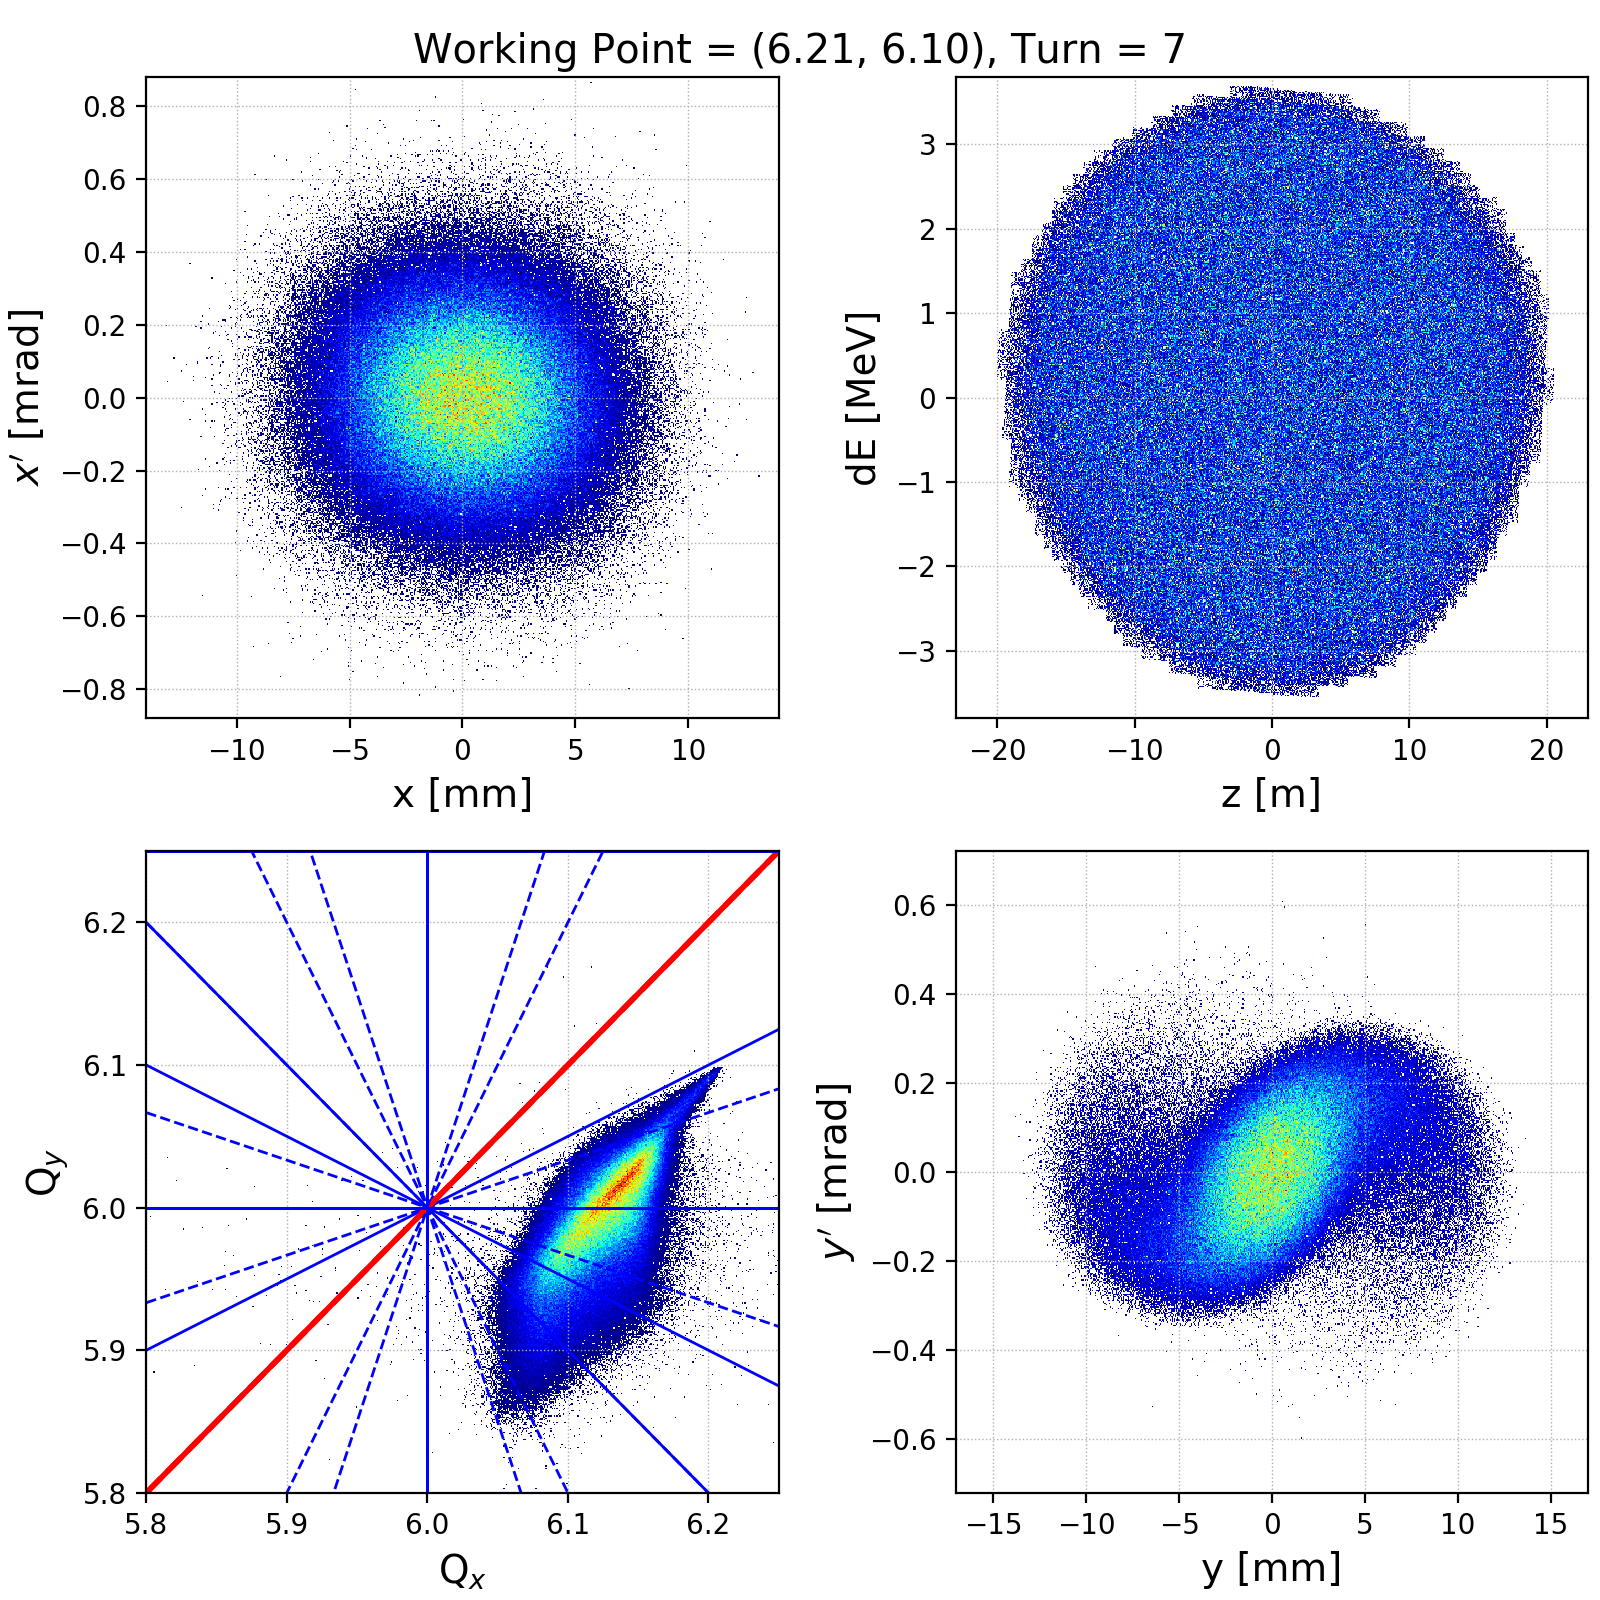 Working Point = (6.21, 6.10), Turn = 7
0.8
0.6
0.4
0.2
0.0
−0.2
−0.4
−0.6
−0.8
x′ [mrad]
−10 −5 0 5 10
x [mm]
3
2
1
0
−1
−2
−3
dE [MeV]
−20 −10 0 10 20
z [m]
6.2
6.1
6.0
5.9
5.8
Qy
5.8 5.9 6.0 6.1 6.2
Qx
0.6
0.4
0.2
0.0
−0.2
−0.4
−0.6
y′ [mrad]
−15 −10 −5 0 5 10 15
y [mm]